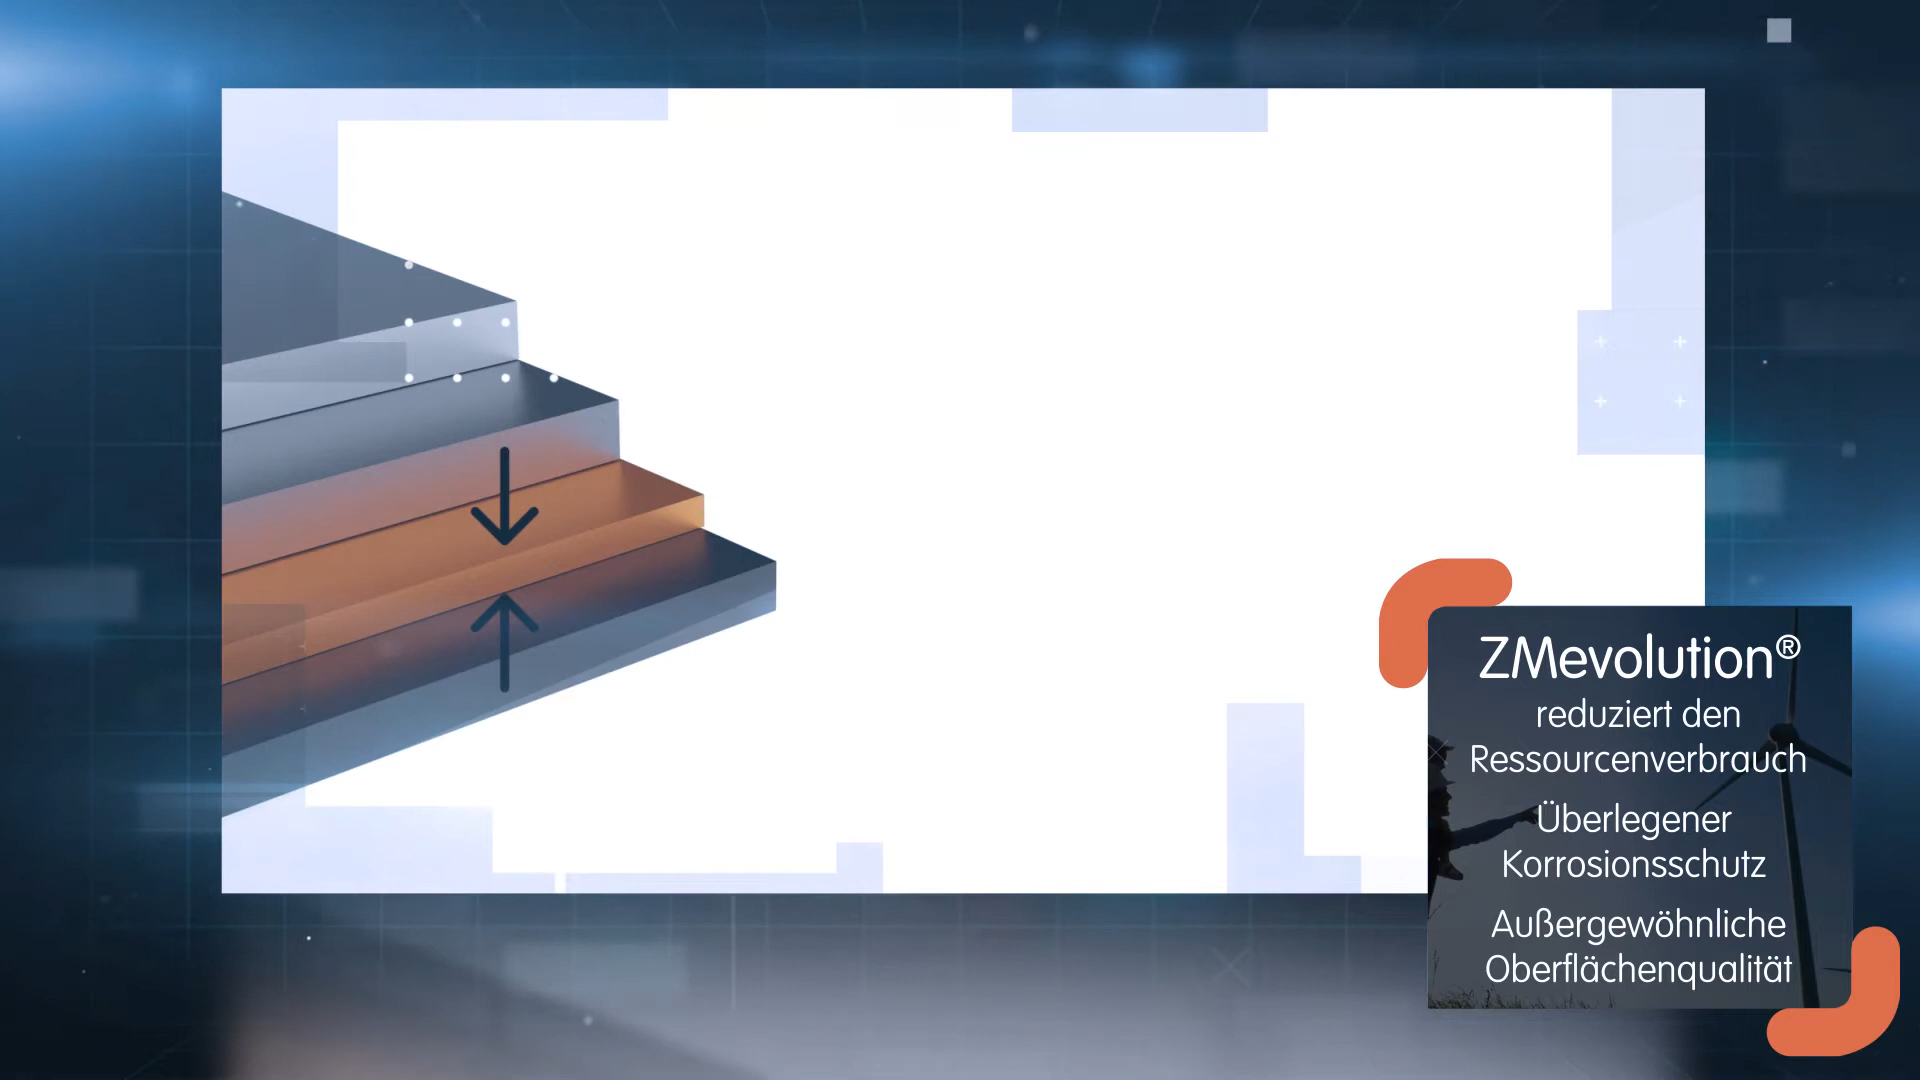 ZMevolution®
reduziert den
Ressourcenverbrauch
Überlegener
Korrosionsschutz
Außergewöhnliche
Oberflächenqualität